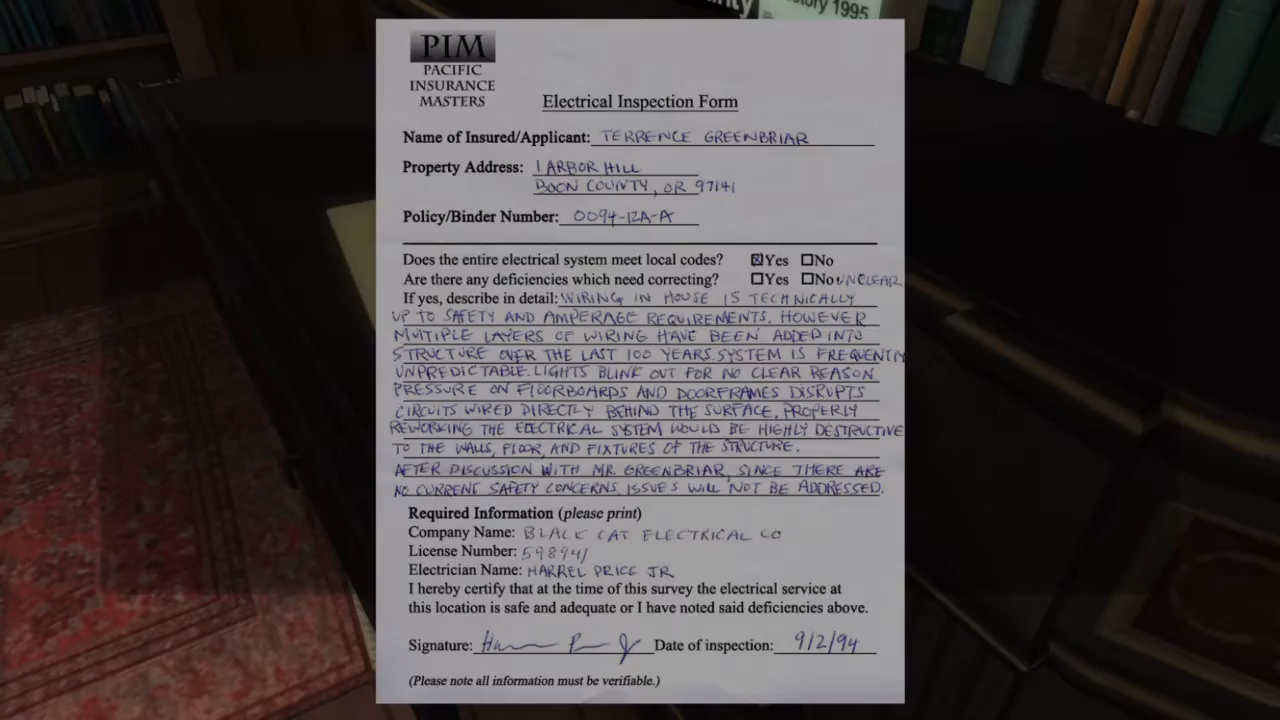 ory 1995
PIM
PACIFIC
INSURANCE
MASTERS
Electrical Inspection Form
Name of Insured/Applicant: TERRENCE GREENBRIAR
Property Address: 1 ARBOR HILL
BOON COUNTY, OR 97141
Policy/Binder Number: 0094-12A-A
Does the entire electrical system meet local codes? ☒Yes ☐No
Are there any deficiencies which need correcting? ☐Yes ☐No UNCLEAR
If yes, describe in detail: WIRING IN HOUSE IS TECHNICALLY
UP TO SAFETY AND AMPERAGE REQUIREMENTS. HOWEVER
MULTIPLE LAYERS OF WIRING HAVE BEEN ADDED INTO
STRUCTURE OVER THE LAST 100 YEARS. SYSTEM IS FREQUENTLY
UNPREDICTABLE. LIGHTS BLINK OUT FOR NO CLEAR REASON.
PRESSURE ON FLOORBOARDS AND DOORFRAMES DISRUPTS
CIRCUITS WIRED DIRECTLY BEHIND THE SURFACE. PROPERLY
REWORKING THE ELECTRICAL SYSTEM WOULD BE HIGHLY DESTRUCTIVE
TO THE WALLS, FLOOR, AND FIXTURES OF THE STRUCTURE.
AFTER DISCUSSION WITH MR. GREENBRIAR, SINCE THERE ARE
NO CURRENT SAFETY CONCERNS, ISSUES WILL NOT BE ADDRESSED.
Required Information (please print)
Company Name: BLACK CAT ELECTRICAL CO
License Number: 598941
Electrician Name: HARREL PRICE JR
I hereby certify that at the time of this survey the electrical service at
this location is safe and adequate or I have noted said deficiencies above.
Signature: Date of inspection: 9/2/94
(Please note all information must be verifiable.)